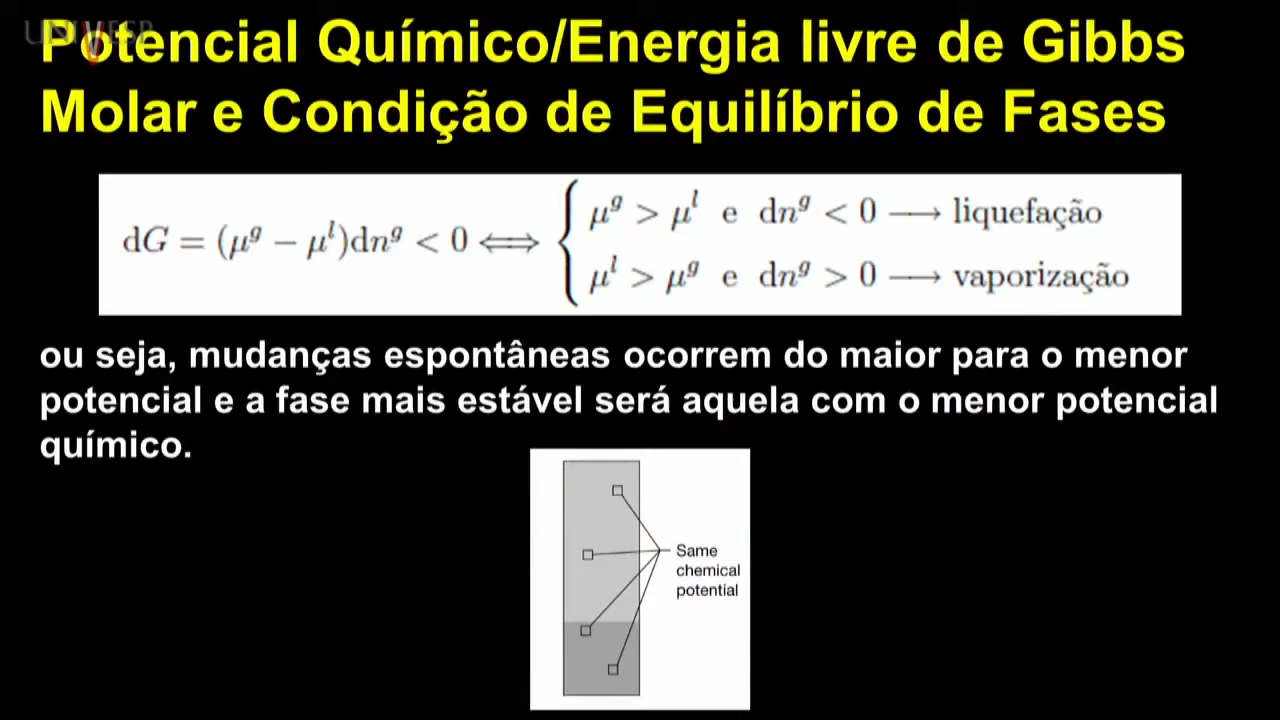 UNIVESP
Potencial Químico/Energia livre de Gibbs
Molar e Condição de Equilíbrio de Fases
dG = (μ^g − μ^l)dn^g < 0 ⟺ { μ^g > μ^l e dn^g < 0 ⟶ liquefação
μ^l > μ^g e dn^g > 0 ⟶ vaporização
ou seja, mudanças espontâneas ocorrem do maior para o menor
potencial e a fase mais estável será aquela com o menor potencial
químico.
Same
chemical
potential